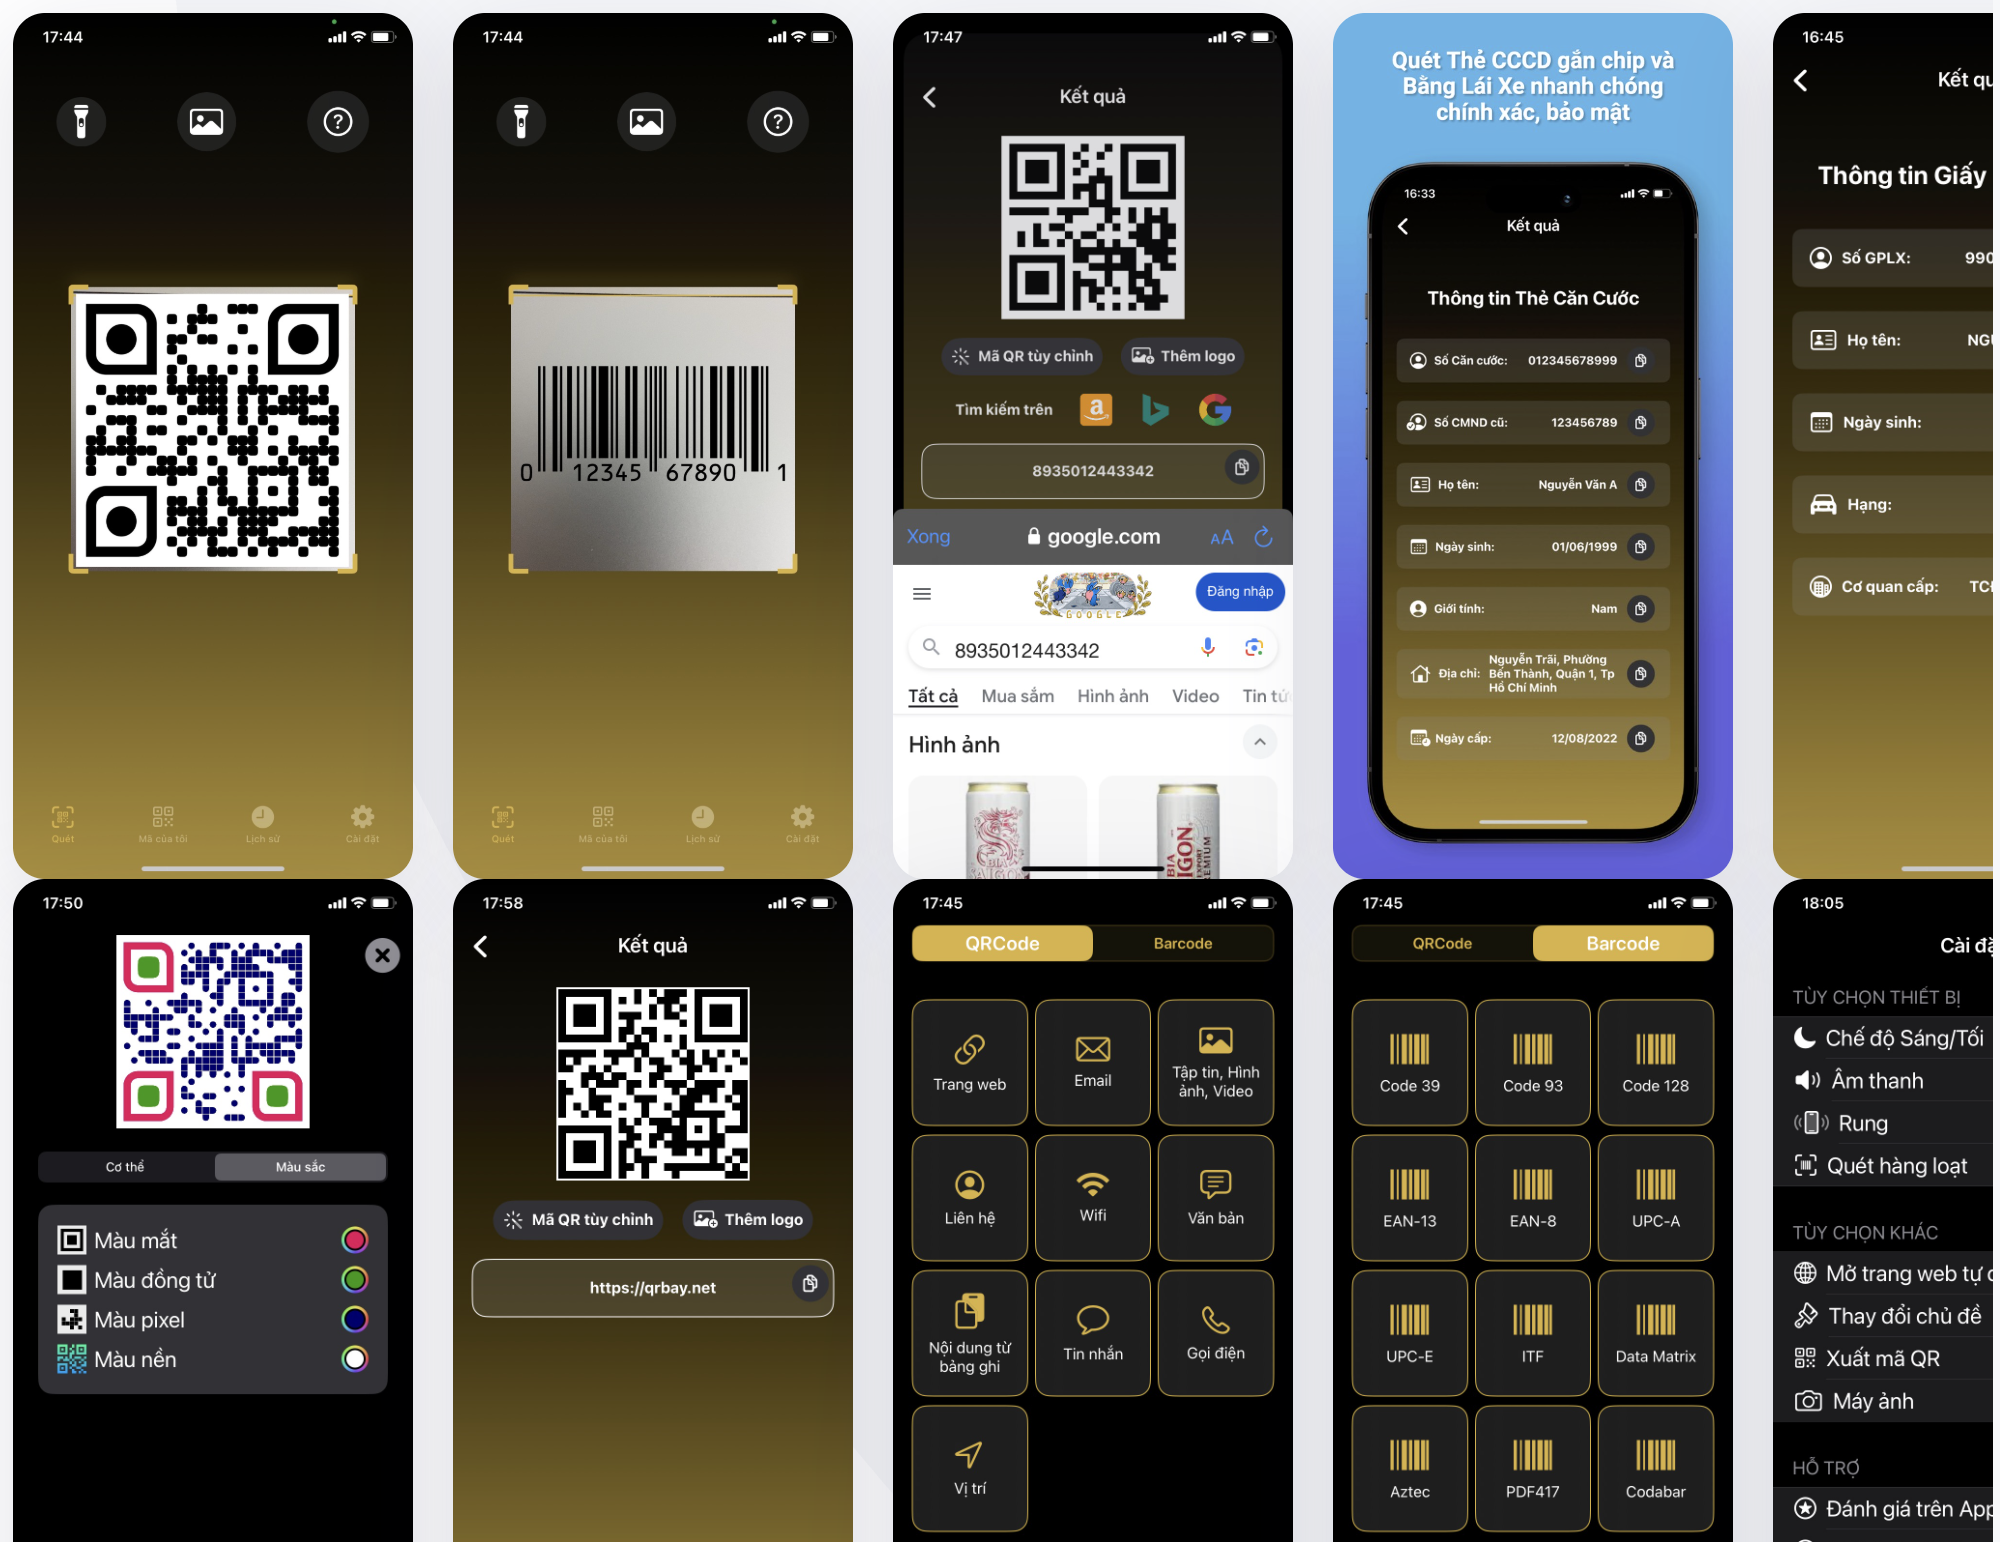 17:44
0 12345 67890 1
Quét
Mã của tôi
Lịch sử
Cài đặt
17:44
Quét
Mã của tôi
Lịch sử
Cài đặt
17:47
Kết quả
Mã QR tùy chỉnh
Thêm logo
Tìm kiếm trên
8935012443342
Xong
google.com
AA
GOOGLE
Đăng nhập
8935012443342
Tất cả
Mua sắm
Hình ảnh
Video
Tin tức
Hình ảnh
BIA
SAIGON
BIA
SAIGON
EXPORT
PREMIUM
Quét Thẻ CCCD gắn chip và
Bằng Lái Xe nhanh chóng
chính xác, bảo mật
16:33
Kết quả
Thông tin Thẻ Căn Cước
Số Căn cước: 012345678999
Số CMND cũ: 123456789
Họ tên: Nguyễn Văn A
Ngày sinh: 01/06/1999
Giới tính: Nam
Địa chỉ: Nguyễn Trãi, Phường
Bến Thành, Quận 1, Tp
Hồ Chí Minh
Ngày cấp: 12/08/2022
16:45
Kết qu
Thông tin Giấy
Số GPLX: 990
Họ tên: NGU
Ngày sinh:
Hạng:
Cơ quan cấp: TC
17:50
Cơ thể
Màu sắc
Màu mắt
Màu đồng tử
Màu pixel
Màu nền
17:58
Kết quả
Mã QR tùy chỉnh
Thêm logo
https://qrbay.net
17:45
QRCode
Barcode
Trang web
Email
Tập tin, Hình
ảnh, Video
Liên hệ
Wifi
Văn bản
Nội dung từ
bảng ghi
Tin nhắn
Gọi điện
Vị trí
17:45
QRCode
Barcode
Code 39
Code 93
Code 128
EAN-13
EAN-8
UPC-A
UPC-E
ITF
Data Matrix
Aztec
PDF417
Codabar
18:05
Cài đặ
TÙY CHỌN THIẾT BỊ
Chế độ Sáng/Tối
Âm thanh
Rung
Quét hàng loạt
TÙY CHỌN KHÁC
Mở trang web tự
Thay đổi chủ đề
Xuất mã QR
Máy ảnh
HỖ TRỢ
Đánh giá trên App